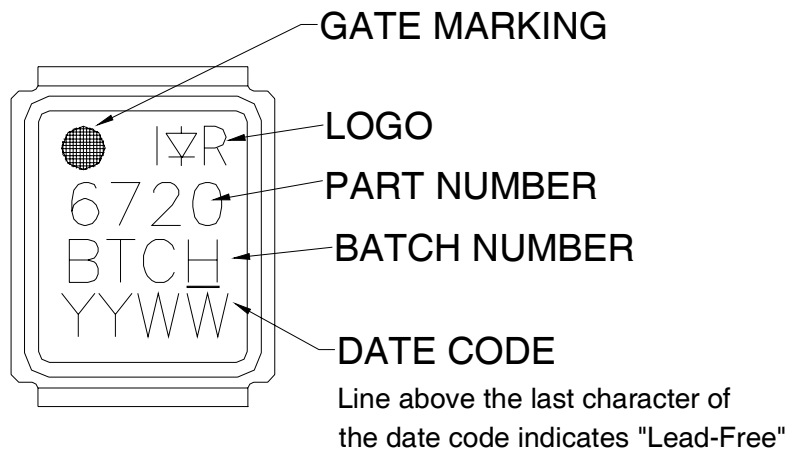 GATE MARKING
I R
LOGO
6720
PART NUMBER
BTCH
BATCH NUMBER
YYWW
DATE CODE
Line above the last character of
the date code indicates "Lead-Free"